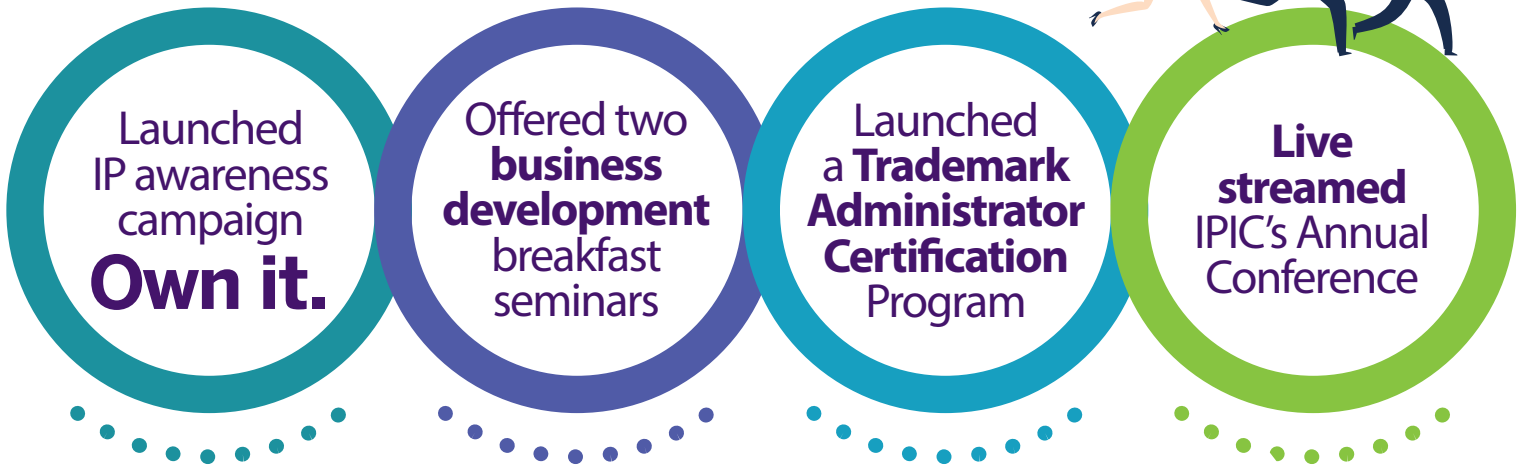 Launched
IP awareness
campaign
Own it.
Offered two
business
development
breakfast
seminars
Launched
a Trademark
Administrator
Certification
Program
Live
streamed
IPIC’s Annual
Conference